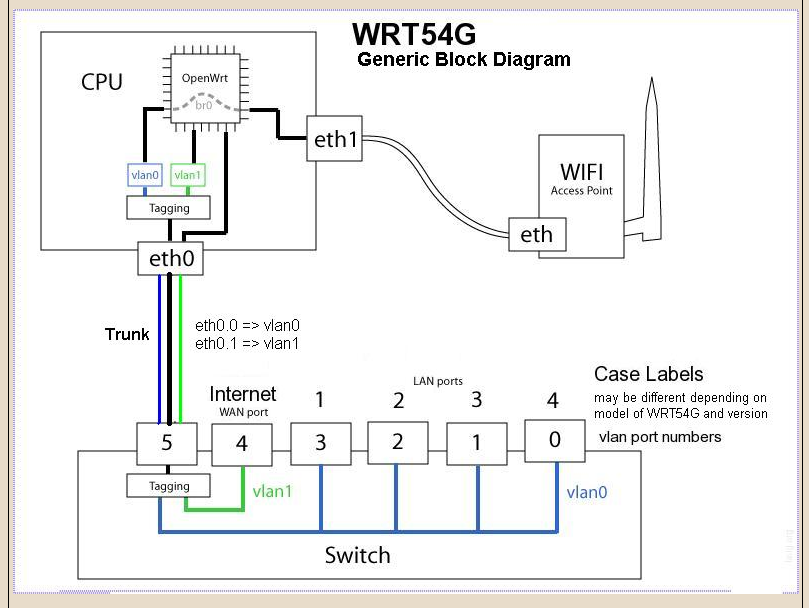 WRT54G
Generic Block Diagram
CPU
OpenWrt
br0
eth1
vlan0
vlan1
WIFI
Access Point
Tagging
eth
eth0
Trunk
eth0.0 => vlan0
eth0.1 => vlan1
Internet
WAN port
LAN ports
1
2
3
4
Case Labels
may be different depending on
model of WRT54G and version
5
4
3
2
1
0
vlan port numbers
Tagging
vlan1
vlan0
Switch